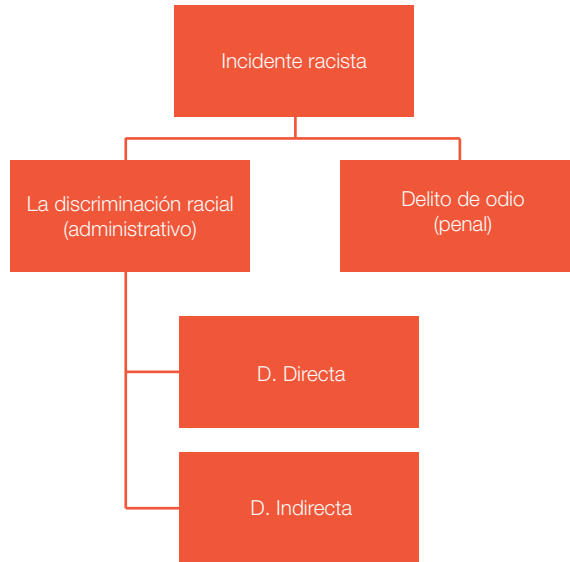 Incidente racista
La discriminación racial
(administrativo)
Delito de odio
(penal)
D. Directa
D. Indirecta